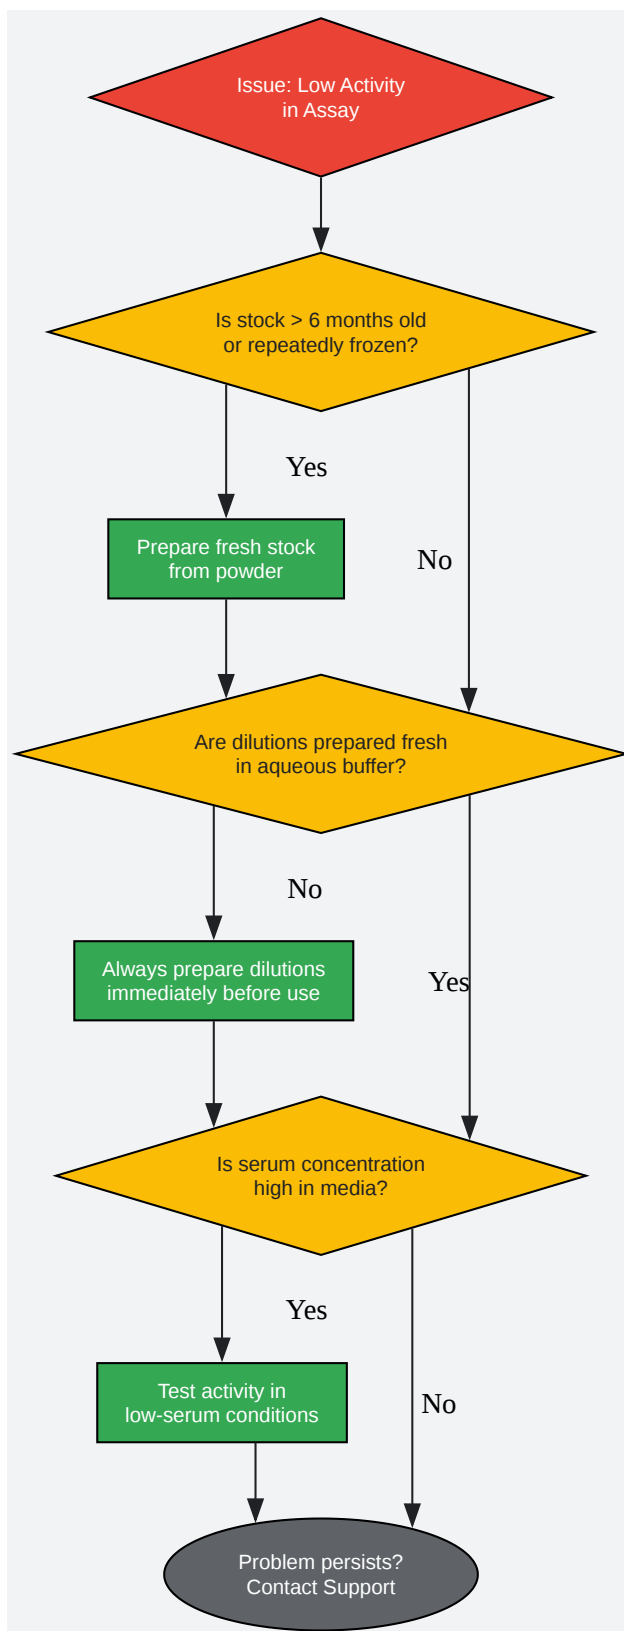 Issue: Low Activity
in Assay
Is stock > 6 months old
or repeatedly frozen?
Yes
Prepare fresh stock
from powder
No
Are dilutions prepared fresh
in aqueous buffer?
No
Always prepare dilutions
immediately before use
Yes
Is serum concentration
high in media?
Yes
Test activity in
low-serum conditions
No
Problem persists?
Contact Support